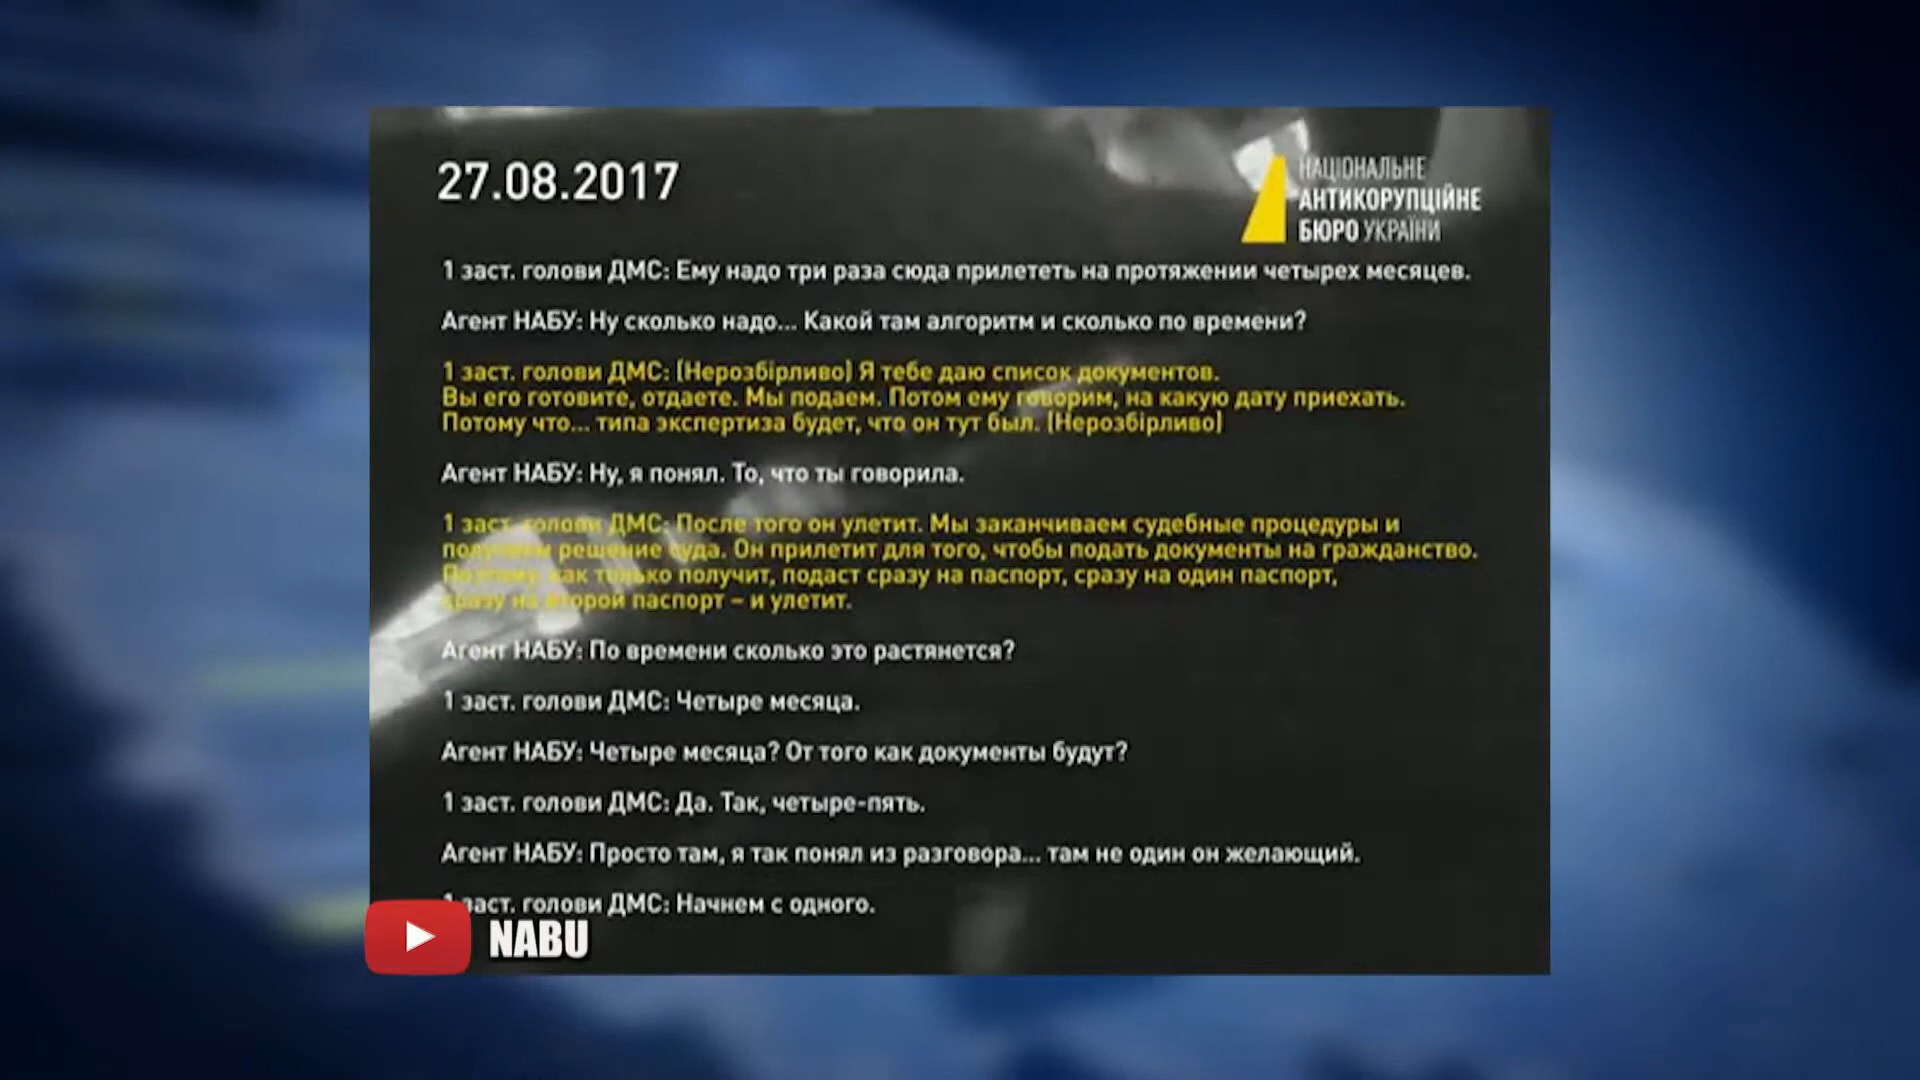 27.08.2017
НАЦІОНАЛЬНЕ
АНТИКОРУПЦІЙНЕ
БЮРО УКРАЇНИ
1 заст. голови ДМС: Ему надо три раза сюда прилететь на протяжении четырех месяцев.
Агент НАБУ: Ну сколько надо... Какой там алгоритм и сколько по времени?
1 заст. голови ДМС: (Нерозбірливо) Я тебе даю список документов.
Вы его готовите, отдаете. Мы подаем. Потом ему говорим, на какую дату приехать.
Потому что... типа экспертиза будет, что он тут был. (Нерозбірливо)
Агент НАБУ: Ну, я понял. То, что ты говорила.
1 заст. голови ДМС: После того он улетит. Мы заканчиваем судебные процедуры и
получаем решение суда. Он прилетит для того, чтобы подать документы на гражданство.
Поэтому, как только получит, подаст сразу на паспорт, сразу на один паспорт,
сразу на второй паспорт – и улетит.
Агент НАБУ: По времени сколько это растянется?
1 заст. голови ДМС: Четыре месяца.
Агент НАБУ: Четыре месяца? От того как документы будут?
1 заст. голови ДМС: Да. Так, четыре-пять.
Агент НАБУ: Просто там, я так понял из разговора... там не один он желающий.
1 заст. голови ДМС: Начнем с одного.
NABU